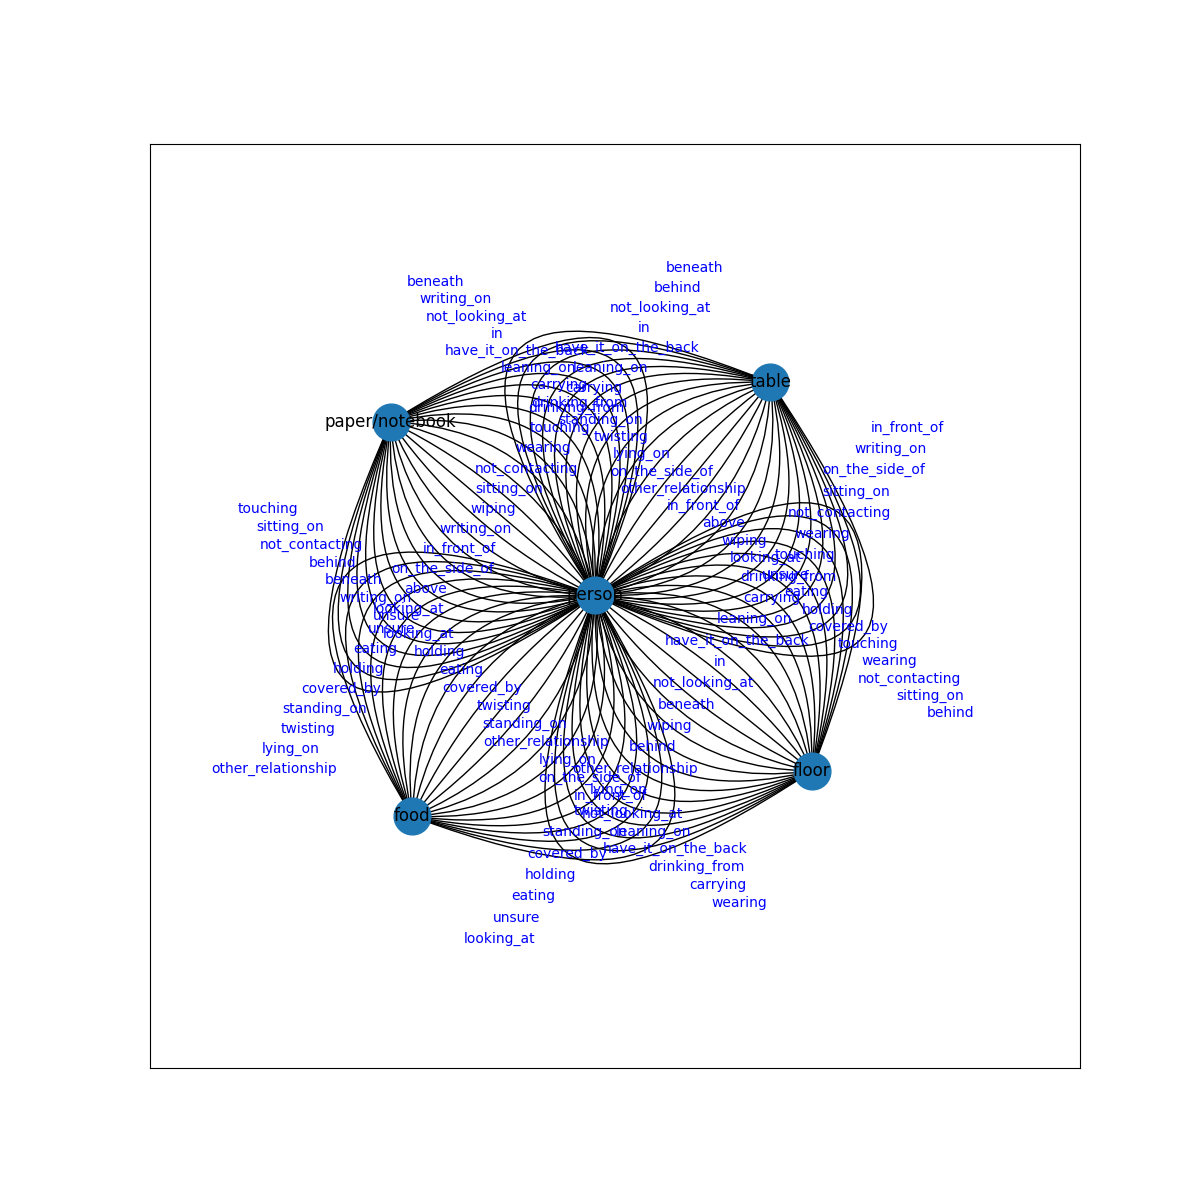 beneath
beneath
behind
writing_on
not_looking_at
not_looking_at
in
in
have_it_on_the_back
have_it_on_the_back
leaning_on
leaning_on
table
carrying
carrying
drinking_from
drinking_from
standing_on
paper/notebook
touching
in_front_of
twisting
wearing
writing_on
lying_on
not_contacting
on_the_side_of
on_the_side_of
sitting_on
other_relationship
sitting_on
wiping
in_front_of
touching
not_contacting
above
sitting_on
writing_on
wearing
wiping
not_contacting
in_front_of
touching
looking_at
behind
on_the_side_of
unsure
drinking_from
beneath
above
eating
person
writing_on
carrying
looking_at
holding
unsure
leaning_on
covered_by
unsure
looking_at
have_it_on_the_back
touching
eating
holding
in
wearing
holding
eating
not_contacting
not_looking_at
covered_by
covered_by
sitting_on
beneath
twisting
standing_on
behind
standing_on
wiping
twisting
other_relationship
behind
lying_on
lying_on
other_relationship
other_relationship
floor
on_the_side_of
lying_on
in_front_of
twisting
not_looking_at
food
standing_on
leaning_on
have_it_on_the_back
covered_by
drinking_from
holding
carrying
eating
wearing
unsure
looking_at